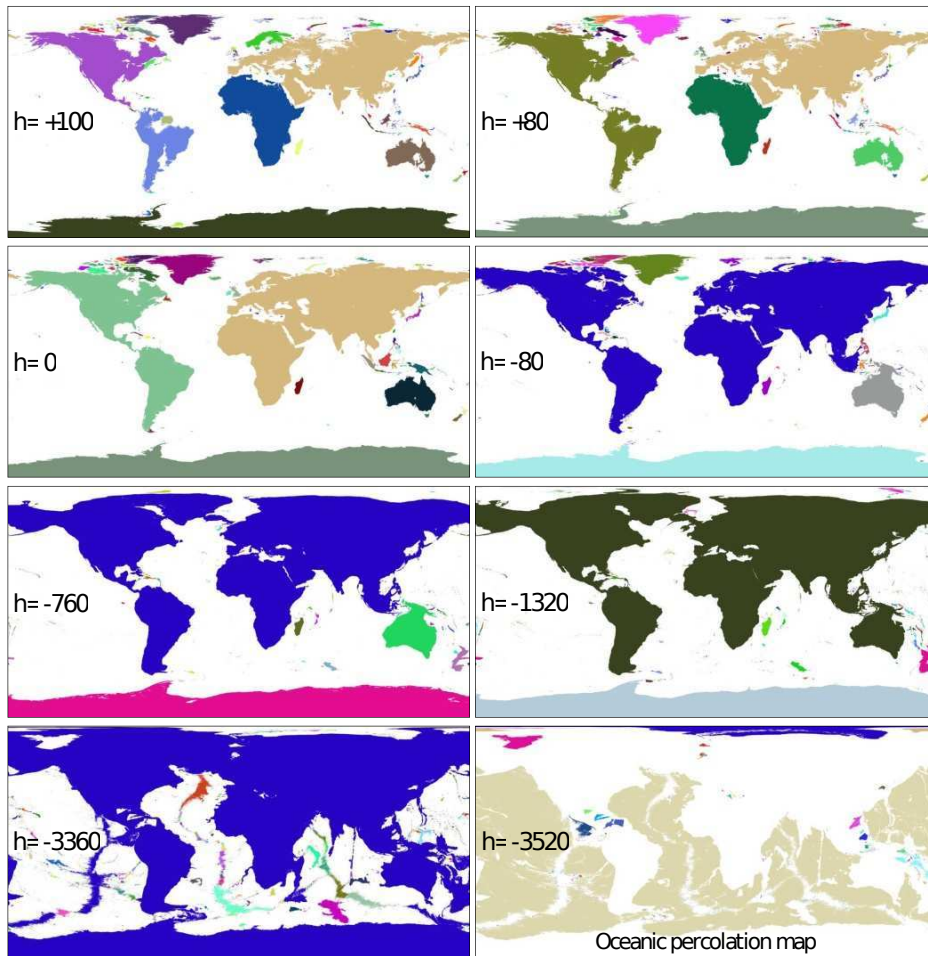 h= +100
h= +80
h= 0
h= -80
h= -760
h= -1320
h= -3360
h= -3520
Oceanic percolation map